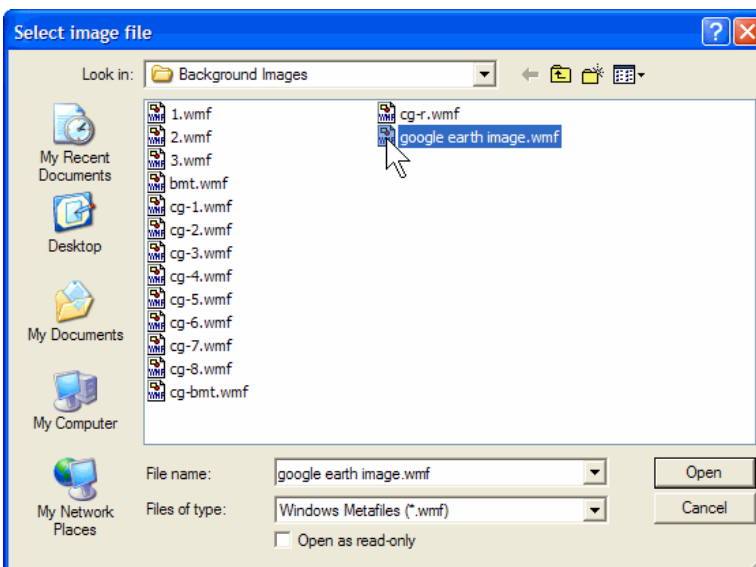 Select image file
Look in: Background Images
My Recent
Documents
Desktop
My Documents
My Computer
My Network
Places
1.wmf
2.wmf
3.wmf
bmt.wmf
cg-1.wmf
cg-2.wmf
cg-3.wmf
cg-4.wmf
cg-5.wmf
cg-6.wmf
cg-7.wmf
cg-8.wmf
cg-bmt.wmf
cg-r.wmf
google earth image.wmf
File name: google earth image.wmf Open
Files of type: Windows Metafiles (*.wmf) Cancel
Open as read-only